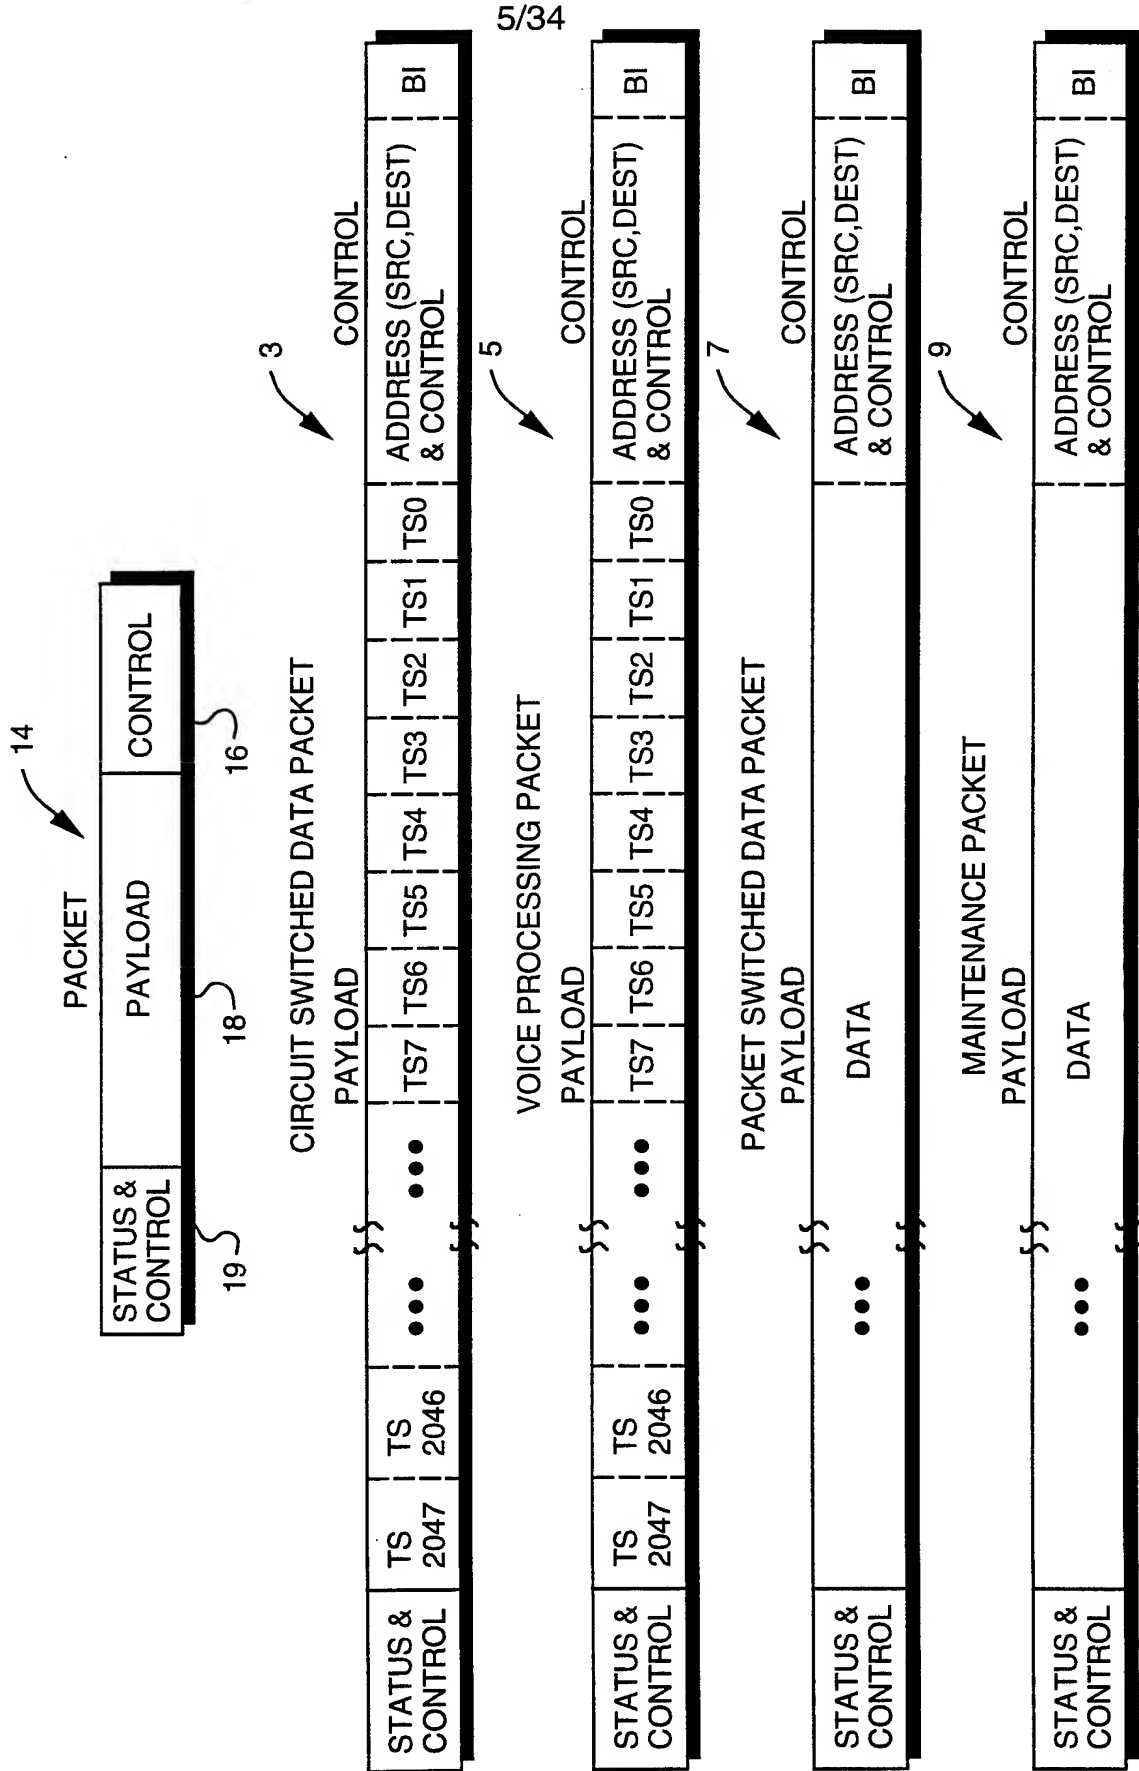 5/34
14
PACKET
STATUS &
CONTROL
PAYLOAD
CONTROL
19
18
16
CIRCUIT SWITCHED DATA PACKET
3
PAYLOAD
CONTROL
STATUS &
CONTROL
TS
2047
TS
2046
•••
•••
TS7
TS6
TS5
TS4
TS3
TS2
TS1
TS0
ADDRESS (SRC,DEST)
& CONTROL
BI
VOICE PROCESSING PACKET
5
PAYLOAD
CONTROL
STATUS &
CONTROL
TS
2047
TS
2046
•••
•••
TS7
TS6
TS5
TS4
TS3
TS2
TS1
TS0
ADDRESS (SRC,DEST)
& CONTROL
BI
PACKET SWITCHED DATA PACKET
7
PAYLOAD
CONTROL
STATUS &
CONTROL
•••
DATA
ADDRESS (SRC,DEST)
& CONTROL
BI
MAINTENANCE PACKET
9
PAYLOAD
CONTROL
STATUS &
CONTROL
•••
DATA
ADDRESS (SRC,DEST)
& CONTROL
BI